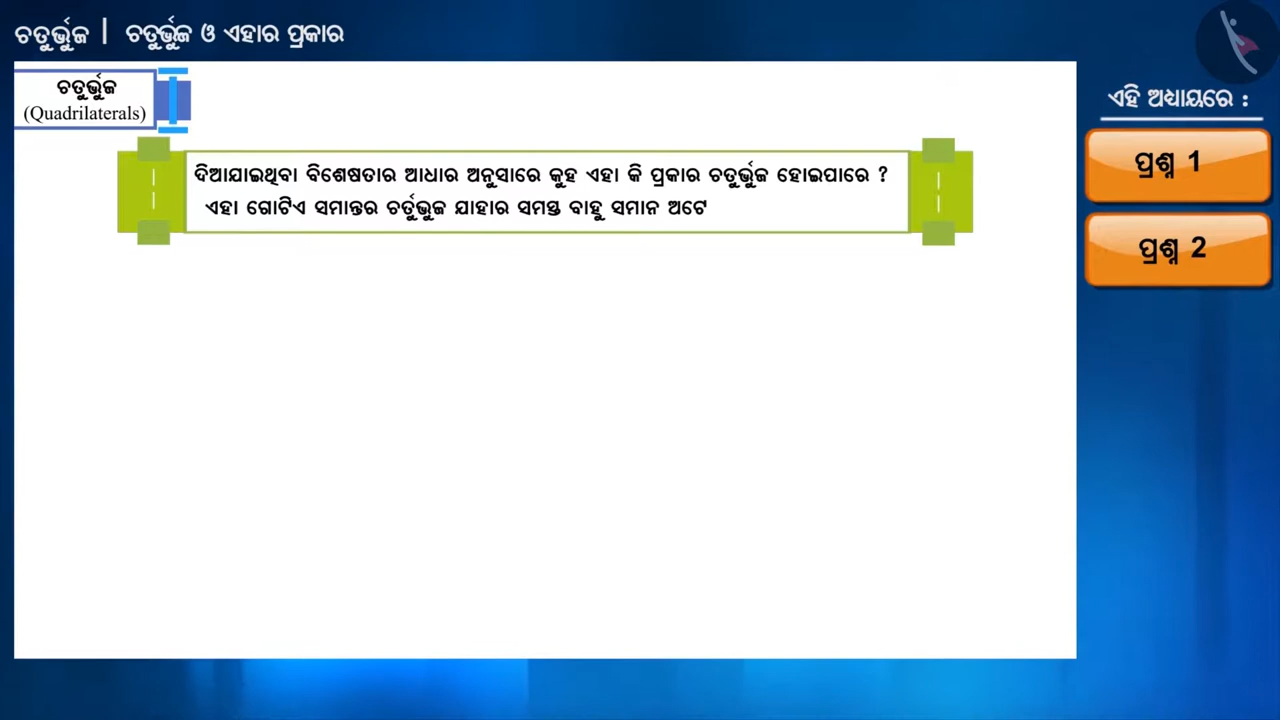 ଚତୁର୍ଭୁଜ | ଚତୁର୍ଭୁଜ ଓ ଏହାର ପ୍ରକାର
ଚତୁର୍ଭୁଜ
(Quadrilaterals)
ଦିଆଯାଇଥିବା ବିଶେଷତାର ଆଧାର ଅନୁସାରେ କୁହ ଏହା କି ପ୍ରକାର ଚତୁର୍ଭୁଜ ହୋଇପାରେ ?
ଏହା ଗୋଟିଏ ସମାନ୍ତର ଚର୍ତୁଭୁଜ ଯାହାର ସମସ୍ତ ବାହୁ ସମାନ ଅଟେ
ଏହି ଅଧ୍ୟାୟରେ :
ପ୍ରଶ୍ନ 1
ପ୍ରଶ୍ନ 2